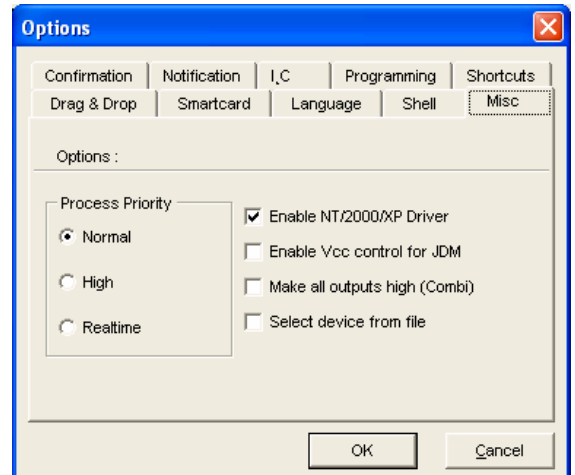 Options
Confirmation Notification I¸C Programming Shortcuts
Drag & Drop Smartcard Language Shell Misc
Options :
Process Priority
Normal
High
Realtime
Enable NT/2000/XP Driver
Enable Vcc control for JDM
Make all outputs high (Combi)
Select device from file
OK Cancel